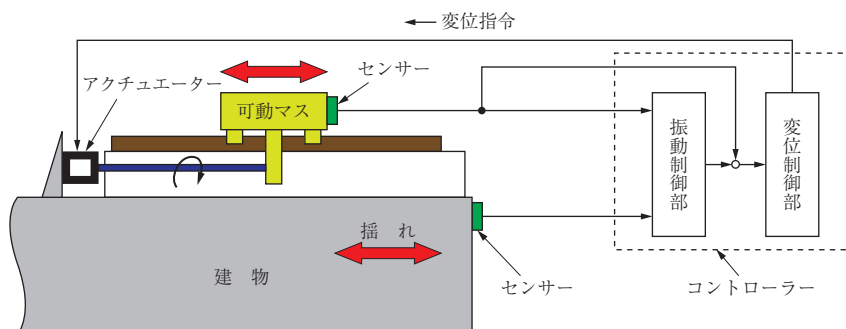 変位指令
センサー
アクチュエーター
可動マス
振動制御部
変位制御部
揺れ
建物
センサー
コントローラー